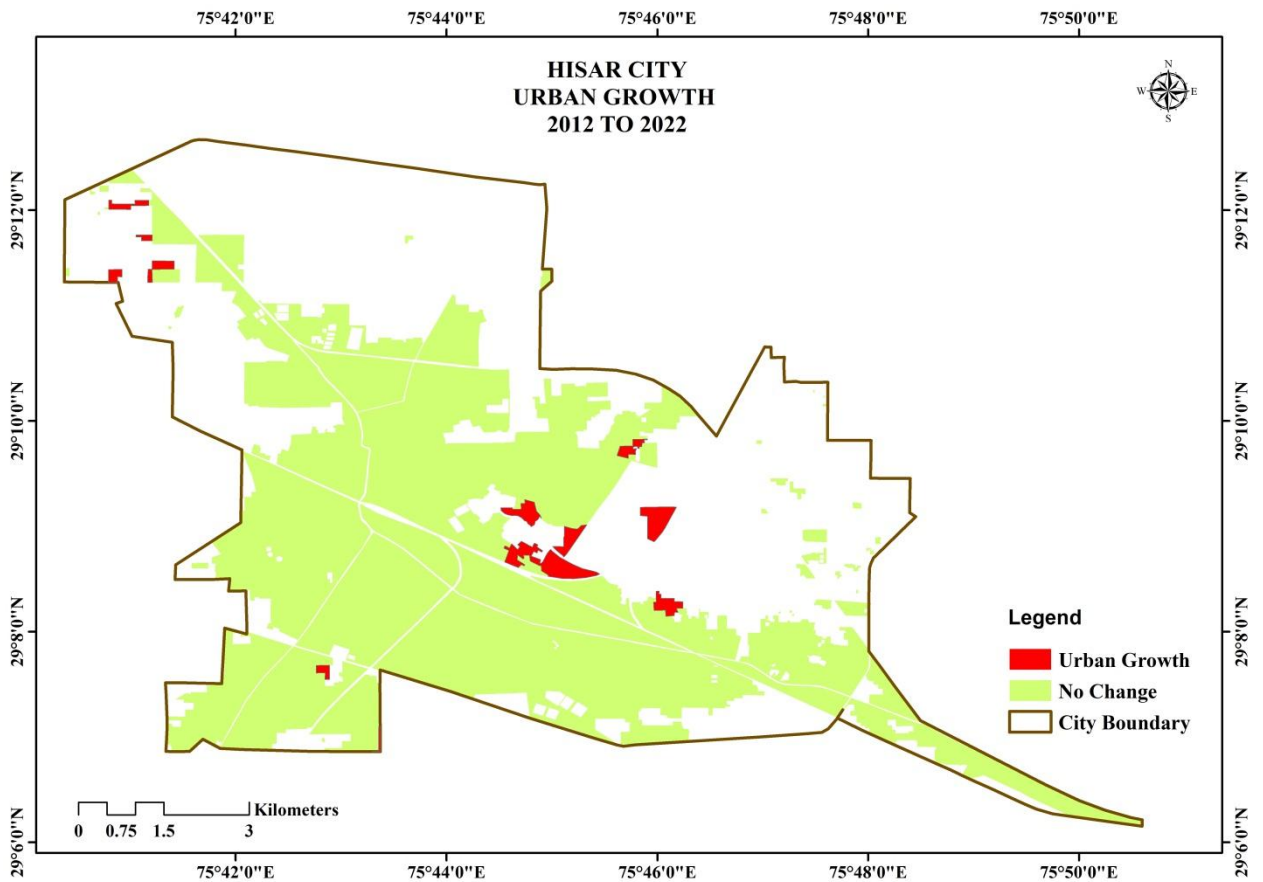 75°42'0"E 75°44'0"E 75°46'0"E 75°48'0"E 75°50'0"E
HISAR CITY
URBAN GROWTH
2012 TO 2022
N
W E
S
29°12'0"N 29°12'0"N
29°10'0"N 29°10'0"N
29°8'0"N 29°8'0"N
Legend
Urban Growth
No Change
City Boundary
Kilometers
0 0.75 1.5 3
29°6'0"N 29°6'0"N
75°42'0"E 75°44'0"E 75°46'0"E 75°48'0"E 75°50'0"E